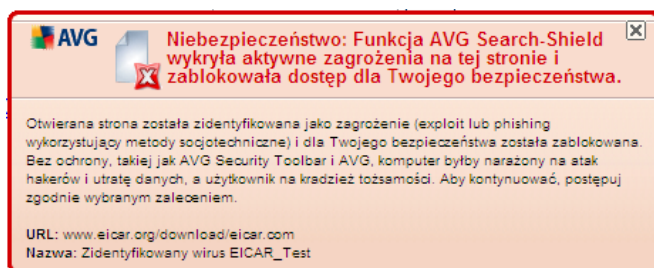 AVG
Niebezpieczeństwo: Funkcja AVG Search-Shield
wykryła aktywne zagrożenia na tej stronie i
zablokowała dostęp dla Twojego bezpieczeństwa.
Otwierana strona została zidentyfikowana jako zagrożenie (exploit lub phishing
wykorzystujący metody socjotechniczne) i dla Twojego bezpieczeństwa została zablokowana.
Bez ochrony, takiej jak AVG Security Toolbar i AVG, komputer byłby narażony na atak
hakerów i utratę danych, a użytkownik na kradzież tożsamości. Aby kontynuować, postępuj
zgodnie wybranym zaleceniem.
URL: www.eicar.org/download/eicar.com
Nazwa: Zidentyfikowany wirus EICAR_Test